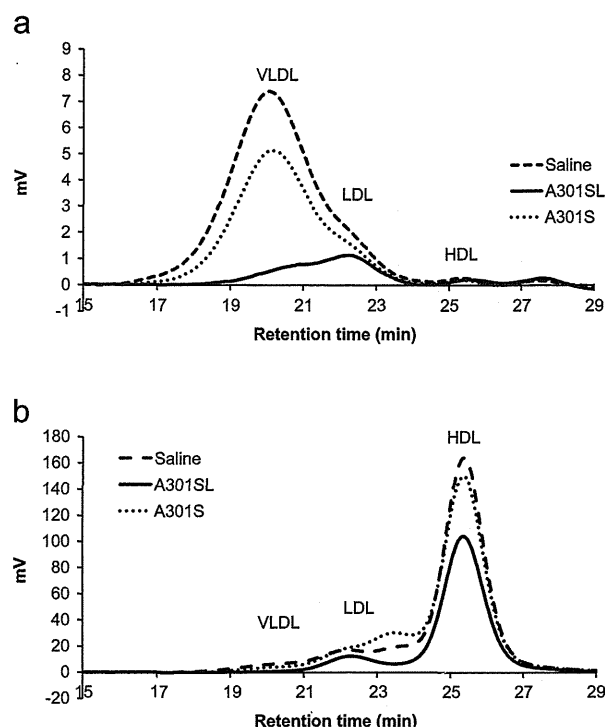 a
9
8
VLDL
7
6
5
4
3
2
1
0
-1
mV
LDL
HDL
Saline
A301SL
A301S
15 17 19 21 23 25 27 29
Retention time (min)
b
180
160
140
120
100
80
60
40
20
0
-20
mV
Saline
A301SL
A301S
VLDL
LDL
HDL
15 17 19 21 23 25 27 29
Retention time (min)